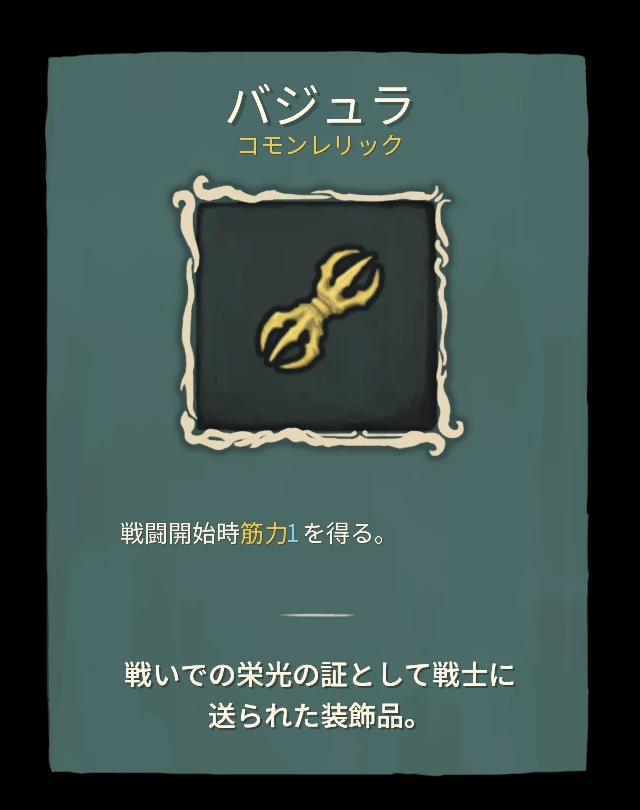 バジュラ
コモンレリック
戦闘開始時筋力1を得る。
戦いでの栄光の証として戦士に
送られた装飾品。